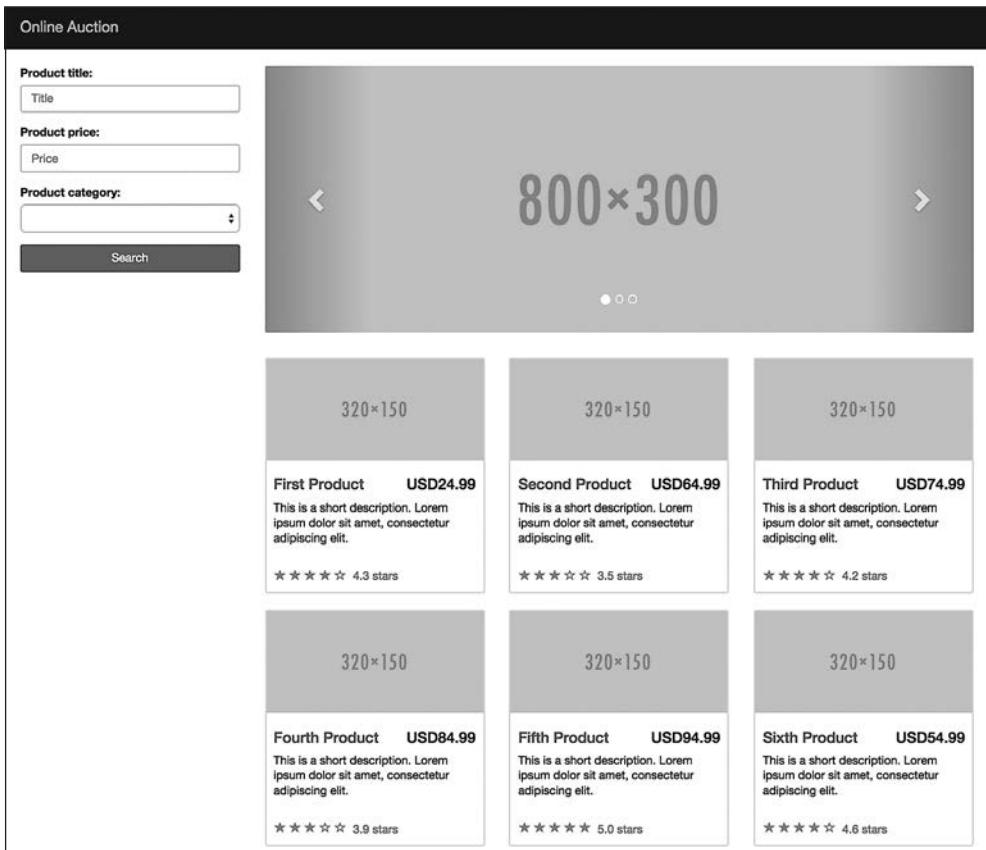 Online Auction
Product title:
Title
Product price:
Price
Product category:
Search
800×300
320×150
320×150
320×150
First Product USD24.99
This is a short description. Lorem
ipsum dolor sit amet, consectetur
adipiscing elit.
4.3 stars
Second Product USD64.99
This is a short description. Lorem
ipsum dolor sit amet, consectetur
adipiscing elit.
3.5 stars
Third Product USD74.99
This is a short description. Lorem
ipsum dolor sit amet, consectetur
adipiscing elit.
4.2 stars
320×150
320×150
320×150
Fourth Product USD84.99
This is a short description. Lorem
ipsum dolor sit amet, consectetur
adipiscing elit.
3.9 stars
Fifth Product USD94.99
This is a short description. Lorem
ipsum dolor sit amet, consectetur
adipiscing elit.
5.0 stars
Sixth Product USD54.99
This is a short description. Lorem
ipsum dolor sit amet, consectetur
adipiscing elit.
4.6 stars